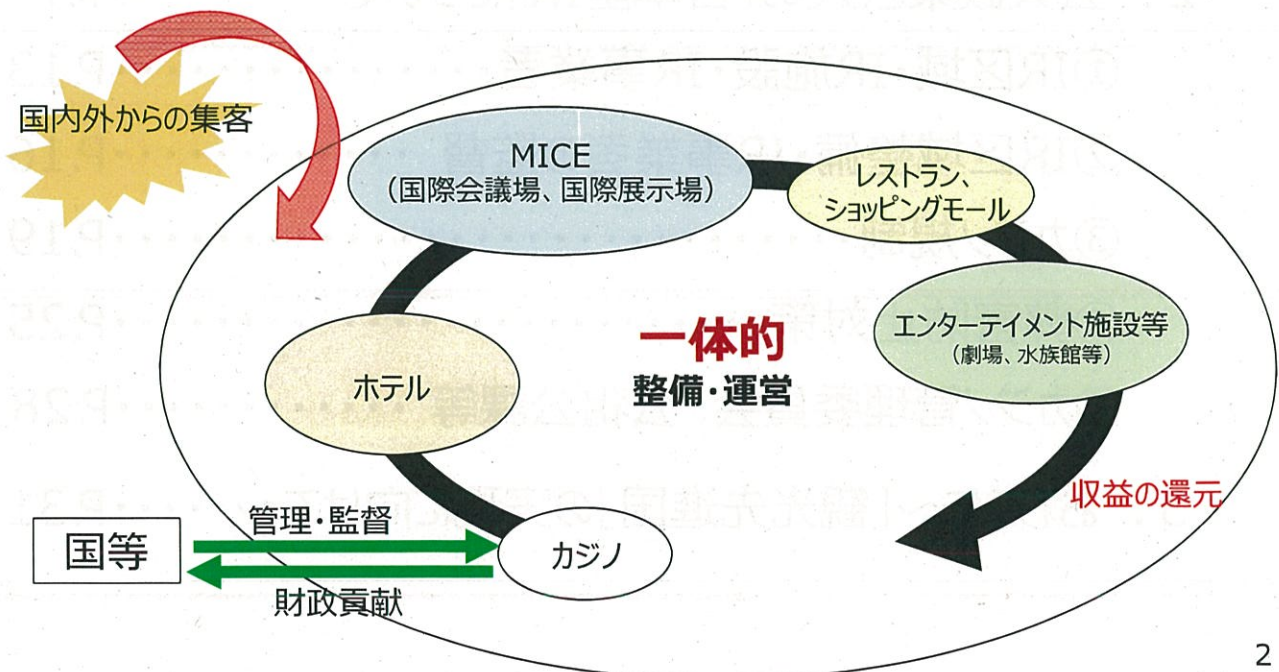 国内外からの集客
MICE
（国際会議場、国際展示場）
レストラン、
ショッピングモール
エンターテイメント施設等
（劇場、水族館等）
一体的
整備・運営
ホテル
収益の還元
管理・監督
国等
カジノ
財政貢献
2